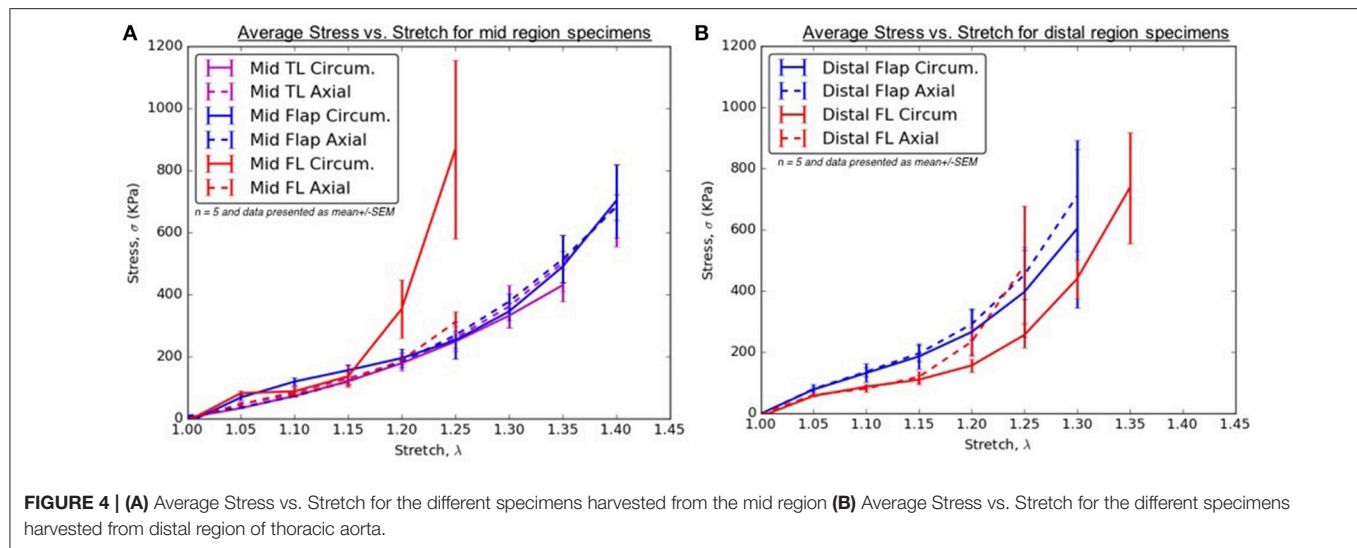 A
Average Stress vs. Stretch for mid region specimens
1200
1000
800
600
400
200
0
Stress, σ (KPa)
Mid TL Circum.
Mid TL Axial
Mid Flap Circum.
Mid Flap Axial
Mid FL Circum.
Mid FL Axial
n = 5 and data presented as mean+/-SEM
1.00 1.05 1.10 1.15 1.20 1.25 1.30 1.35 1.40 1.45
Stretch, λ
B
Average Stress vs. Stretch for distal region specimens
1200
1000
800
600
400
200
0
Stress, σ (KPa)
Distal Flap Circum.
Distal Flap Axial
Distal FL Circum
Distal FL Axial
n = 5 and data presented as mean+/-SEM
1.00 1.05 1.10 1.15 1.20 1.25 1.30 1.35 1.40 1.45
Stretch, λ
FIGURE 4 | (A) Average Stress vs. Stretch for the different specimens harvested from the mid region (B) Average Stress vs. Stretch for the different specimens
harvested from distal region of thoracic aorta.